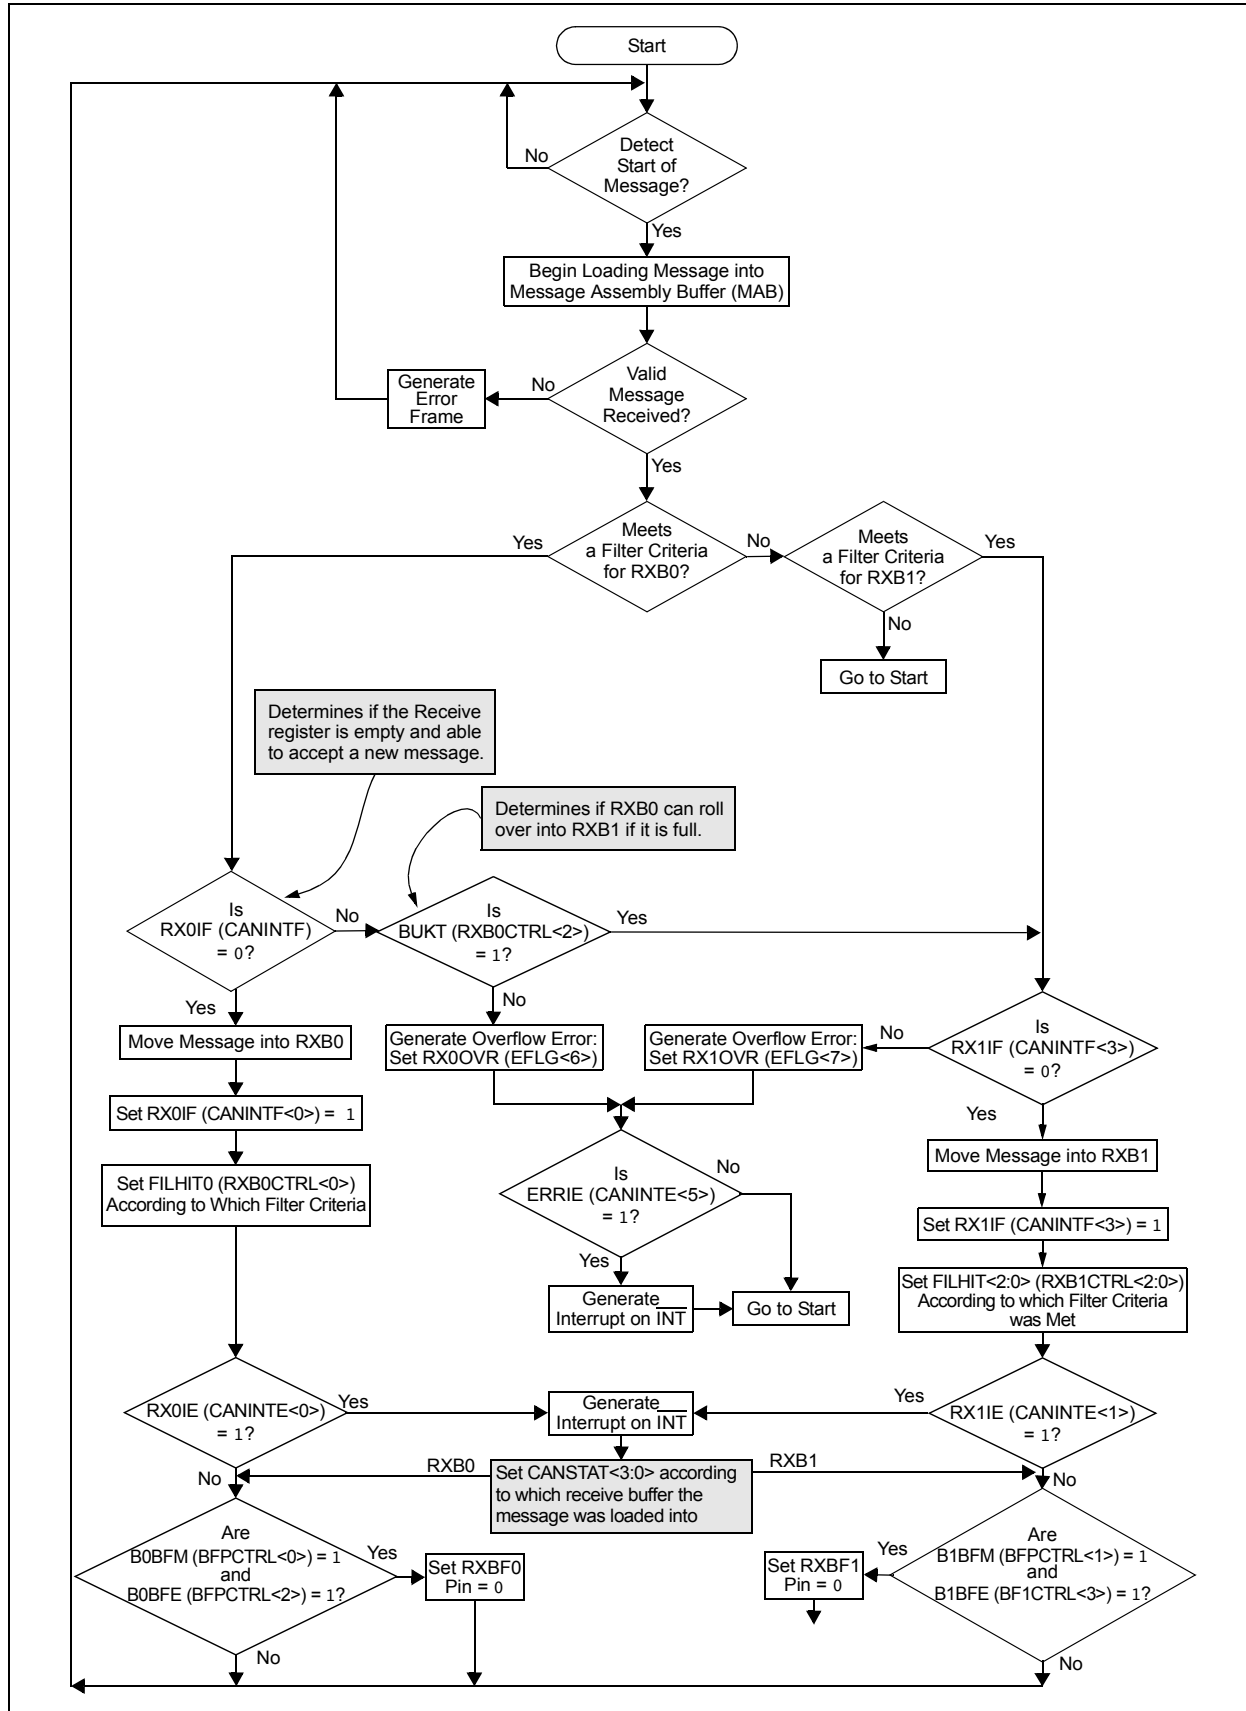 Start
Detect
Start of
Message?
No
Yes
Begin Loading Message into
Message Assembly Buffer (MAB)
Valid
Message
Received?
No
Generate
Error
Frame
Yes
Meets
a Filter Criteria
for RXB0?
Yes
No
Meets
a Filter Criteria
for RXB1?
Yes
No
Go to Start
Determines if the Receive
register is empty and able
to accept a new message.
Determines if RXB0 can roll
over into RXB1 if it is full.
Is
RX0IF (CANINTF)
= 0?
No
Is
BUKT (RXB0CTRL<2>)
= 1?
Yes
Yes
No
Move Message into RXB0
Generate Overflow Error:
Set RX0OVR (EFLG<6>)
Generate Overflow Error:
Set RX1OVR (EFLG<7>)
No
Is
RX1IF (CANINTF<3>)
= 0?
Yes
Set RX0IF (CANINTF<0>) = 1
Move Message into RXB1
Set FILHIT0 (RXB0CTRL<0>)
According to Which Filter Criteria
Is
ERRIE (CANINTE<5>)
= 1?
No
Yes
Set RX1IF (CANINTF<3>) = 1
Generate
Interrupt on INT
Go to Start
Set FILHIT<2:0> (RXB1CTRL<2:0>)
According to which Filter Criteria
was Met
RX0IE (CANINTE<0>)
= 1?
Yes
Generate
Interrupt on INT
Yes
RX1IE (CANINTE<1>)
= 1?
No
RXB0
Set CANSTAT<3:0> according
to which receive buffer the
message was loaded into
RXB1
No
Are
B0BFM (BFPCTRL<0>) = 1
and
B0BFE (BFPCTRL<2>) = 1?
Yes
Set RXBF0
Pin = 0
Set RXBF1
Pin = 0
Yes
Are
B1BFM (BFPCTRL<1>) = 1
and
B1BFE (BF1CTRL<3>) = 1?
No
No